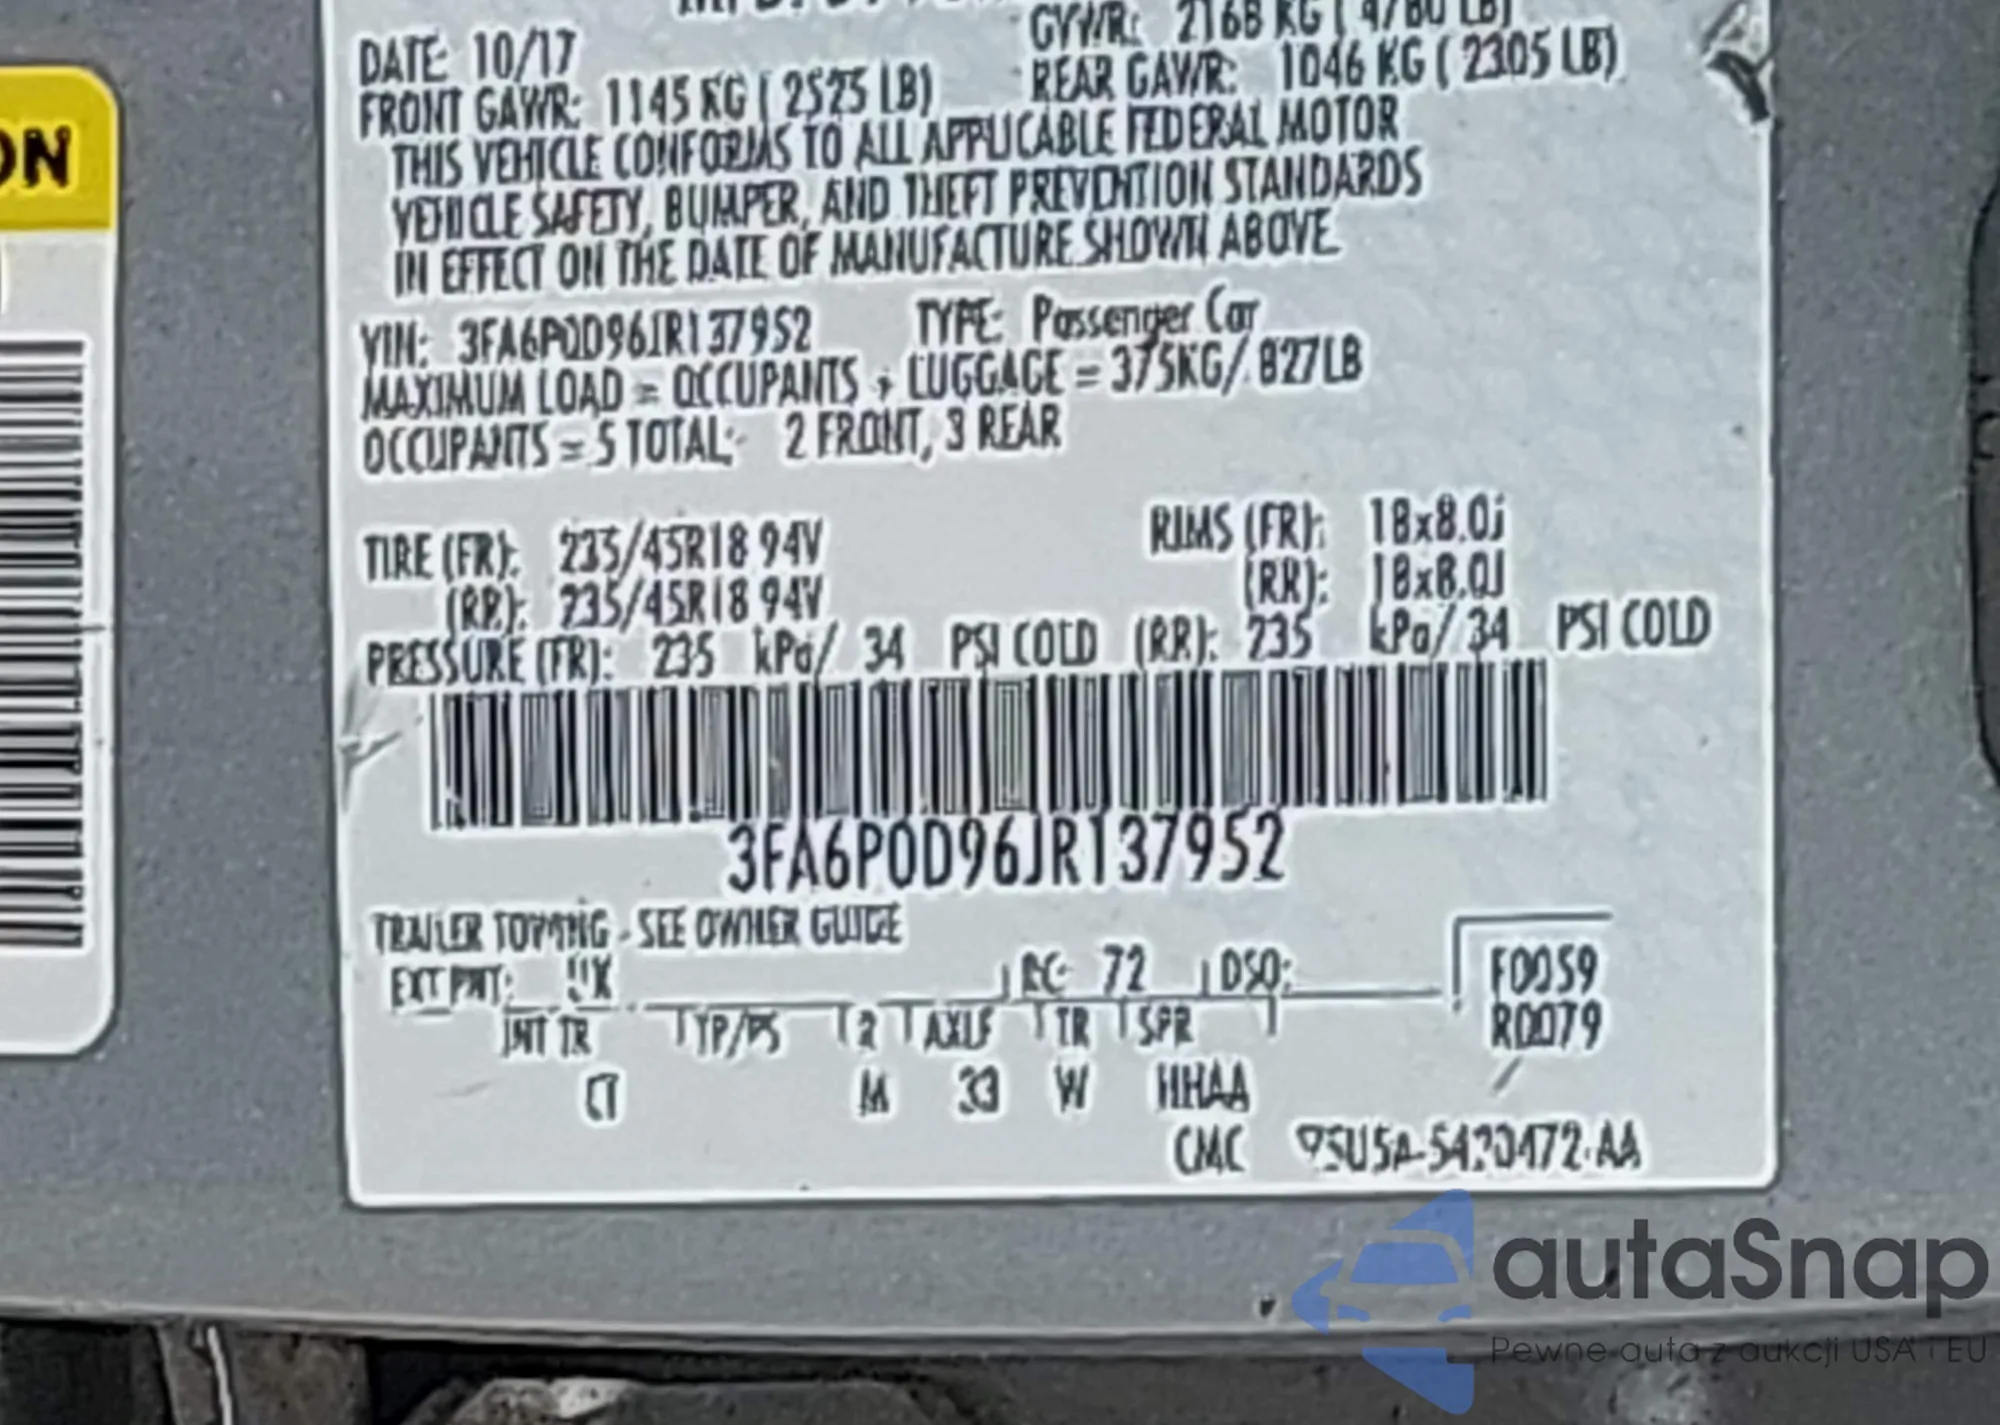 ON
GVWR: 2168 KG ( 4780 LB)
DATE: 10/17
FRONT GAWR: 1145 KG ( 2525 LB) REAR GAWR: 1046 KG ( 2305 LB)
THIS VEHICLE CONFORMS TO ALL APPLICABLE FEDERAL MOTOR
VEHICLE SAFETY, BUMPER, AND THEFT PREVENTION STANDARDS
IN EFFECT ON THE DATE OF MANUFACTURE SHOWN ABOVE.
VIN: 3FA6P0D96JR137952 TYPE: Passenger Car
MAXIMUM LOAD = OCCUPANTS + LUGGAGE = 375KG/ 827LB
OCCUPANTS = 5 TOTAL: 2 FRONT, 3 REAR
TIRE (FR): 235/45R18 94V RIMS (FR): 18x8.0j
(RR): 235/45R18 94V (RR): 18x8.0J
PRESSURE (FR): 235 kPa/ 34 PSI COLD (RR): 235 kPa/ 34 PSI COLD
3FA6P0D96JR137952
TRAILER TOWING - SEE OWNER GUIDE
EXT PNT: RC: 72 DSO: F0059
INT TR TYP/PS R AXLE TR SPR R0079
M 33 W HHAA
CMC
autaSnap
Pewne auta z aukcji USA i EU